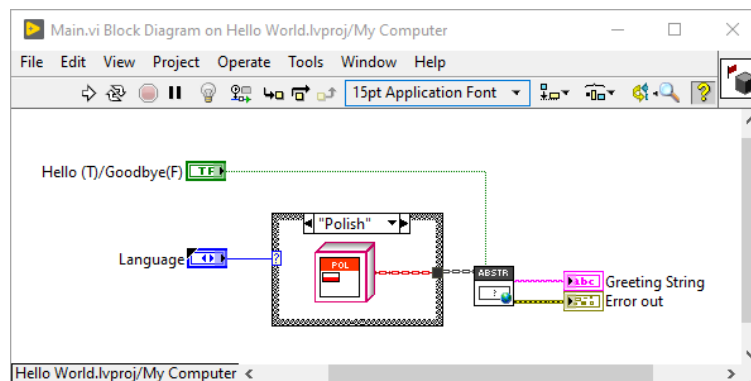 Main.vi Block Diagram on Hello World.lvproj/My Computer
File Edit View Project Operate Tools Window Help
15pt Application Font
Hello (T)/Goodbye(F) TF
"Polish"
Language
?
POL
ABSTR
?
abc Greeting String
Error out
Hello World.lvproj/My Computer